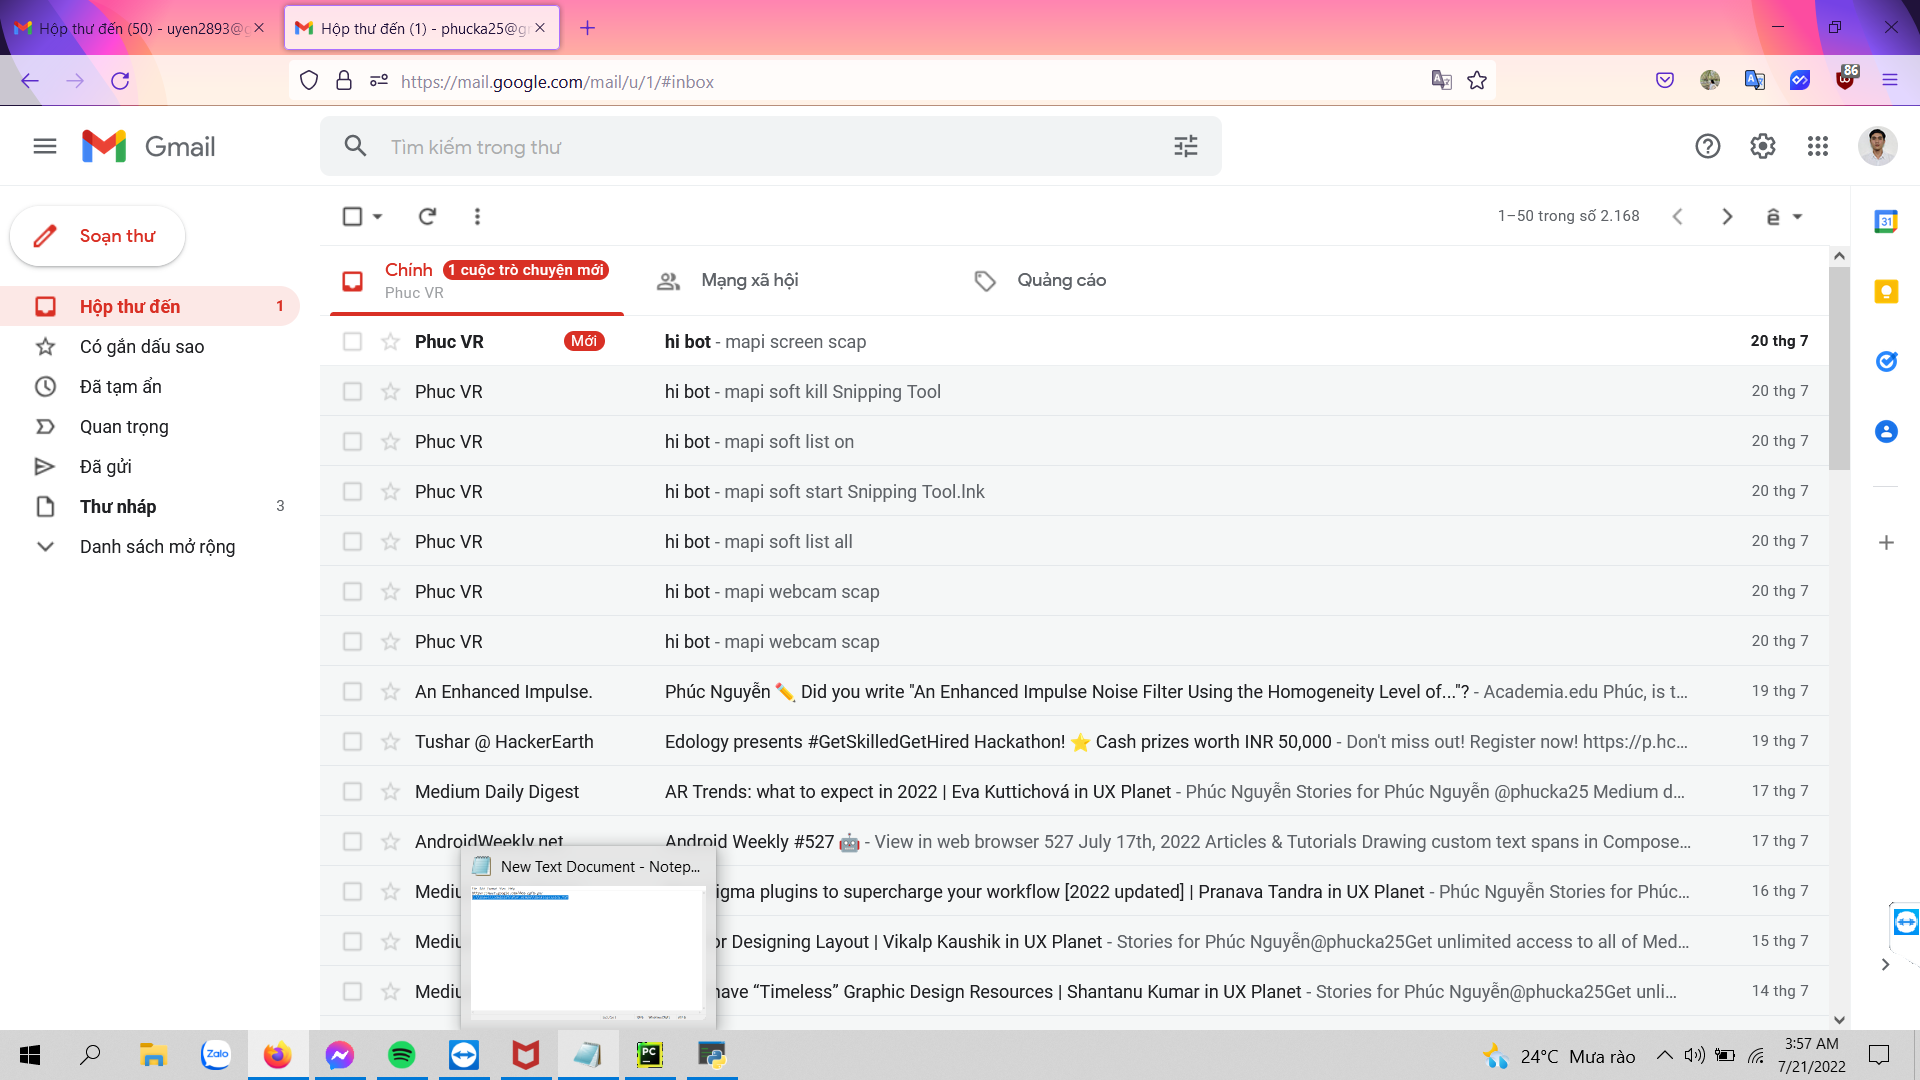 Hộp thư đến (50) - uyen2893@g
Hộp thư đến (1) - phucka25@gr
https://mail.google.com/mail/u/1/#inbox
86
Gmail
Tìm kiếm trong thư
Soạn thư
1–50 trong số 2.168
ê
31
Chính 1 cuộc trò chuyện mới
Phuc VR
Mạng xã hội
Quảng cáo
Hộp thư đến 1
Có gắn dấu sao
Đã tạm ẩn
Quan trọng
Đã gửi
Thư nháp 3
Danh sách mở rộng
Phuc VR Mới hi bot - mapi screen scap 20 thg 7
Phuc VR hi bot - mapi soft kill Snipping Tool 20 thg 7
Phuc VR hi bot - mapi soft list on 20 thg 7
Phuc VR hi bot - mapi soft start Snipping Tool.lnk 20 thg 7
Phuc VR hi bot - mapi soft list all 20 thg 7
Phuc VR hi bot - mapi webcam scap 20 thg 7
Phuc VR hi bot - mapi webcam scap 20 thg 7
An Enhanced Impulse. Phúc Nguyễn ✏️ Did you write "An Enhanced Impulse Noise Filter Using the Homogeneity Level of..."? - Academia.edu Phúc, is t... 19 thg 7
Tushar @ HackerEarth Edology presents #GetSkilledGetHired Hackathon! ⭐ Cash prizes worth INR 50,000 - Don't miss out! Register now! https://p.hc... 19 thg 7
Medium Daily Digest AR Trends: what to expect in 2022 | Eva Kuttichová in UX Planet - Phúc Nguyễn Stories for Phúc Nguyễn @phucka25 Medium d... 17 thg 7
AndroidWeekly.net Android Weekly #527 🤖 - View in web browser 527 July 17th, 2022 Articles & Tutorials Drawing custom text spans in Compose... 17 thg 7
New Text Document - Notep...
Mediu igma plugins to supercharge your workflow [2022 updated] | Pranava Tandra in UX Planet - Phúc Nguyễn Stories for Phúc... 16 thg 7
Mediu or Designing Layout | Vikalp Kaushik in UX Planet - Stories for Phúc Nguyễn@phucka25Get unlimited access to all of Med... 15 thg 7
Mediu have “Timeless” Graphic Design Resources | Shantanu Kumar in UX Planet - Stories for Phúc Nguyễn@phucka25Get unli... 14 thg 7
Zalo
PC
24°C Mưa rào
3:57 AM
7/21/2022